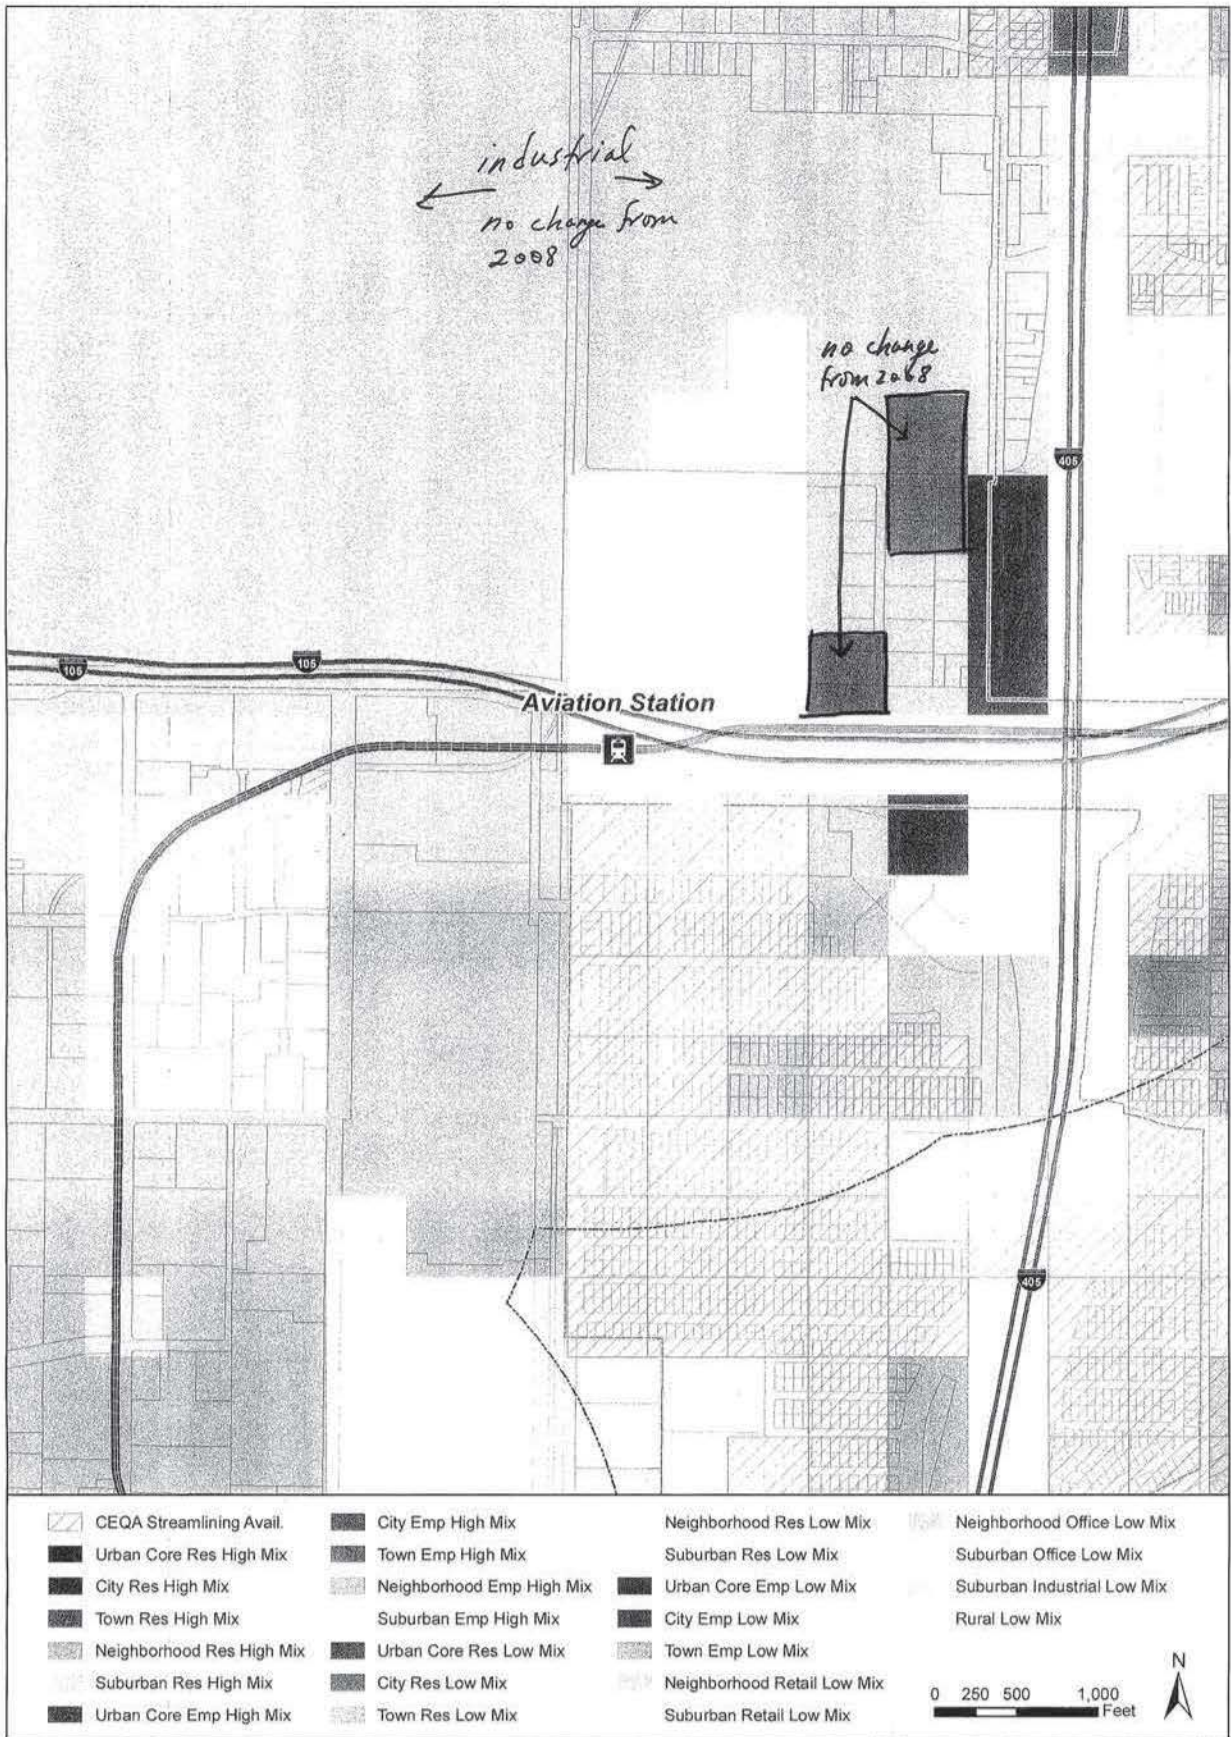 industrial
no change from
2008
no change
from 2008
405
105
105
Aviation Station
405
CEQA Streamlining Avail.
Urban Core Res High Mix
City Res High Mix
Town Res High Mix
Neighborhood Res High Mix
Suburban Res High Mix
Urban Core Emp High Mix
City Emp High Mix
Town Emp High Mix
Neighborhood Emp High Mix
Suburban Emp High Mix
Urban Core Res Low Mix
City Res Low Mix
Town Res Low Mix
Neighborhood Res Low Mix
Suburban Res Low Mix
Urban Core Emp Low Mix
City Emp Low Mix
Town Emp Low Mix
Neighborhood Retail Low Mix
Suburban Retail Low Mix
Neighborhood Office Low Mix
Suburban Office Low Mix
Suburban Industrial Low Mix
Rural Low Mix
N
0 250 500 1,000
Feet